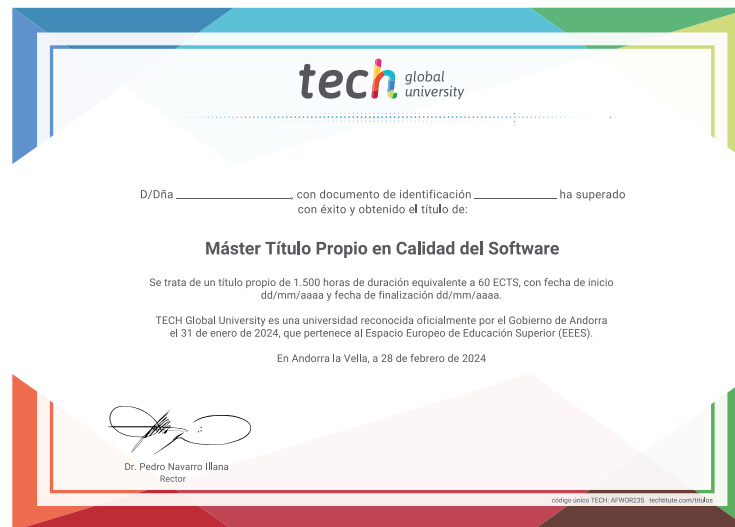 tech global university
D/Dña ____________________, con documento de identificación ______________ ha superado
con éxito y obtenido el título de:
Máster Título Propio en Calidad del Software
Se trata de un título propio de 1.500 horas de duración equivalente a 60 ECTS, con fecha de inicio
dd/mm/aaaa y fecha de finalización dd/mm/aaaa.
TECH Global University es una universidad reconocida oficialmente por el Gobierno de Andorra
el 31 de enero de 2024, que pertenece al Espacio Europeo de Educación Superior (EEES).
En Andorra la Vella, a 28 de febrero de 2024
Dr. Pedro Navarro Illana
Rector
código único TECH: AFWOR23S techtitute.com/titulos